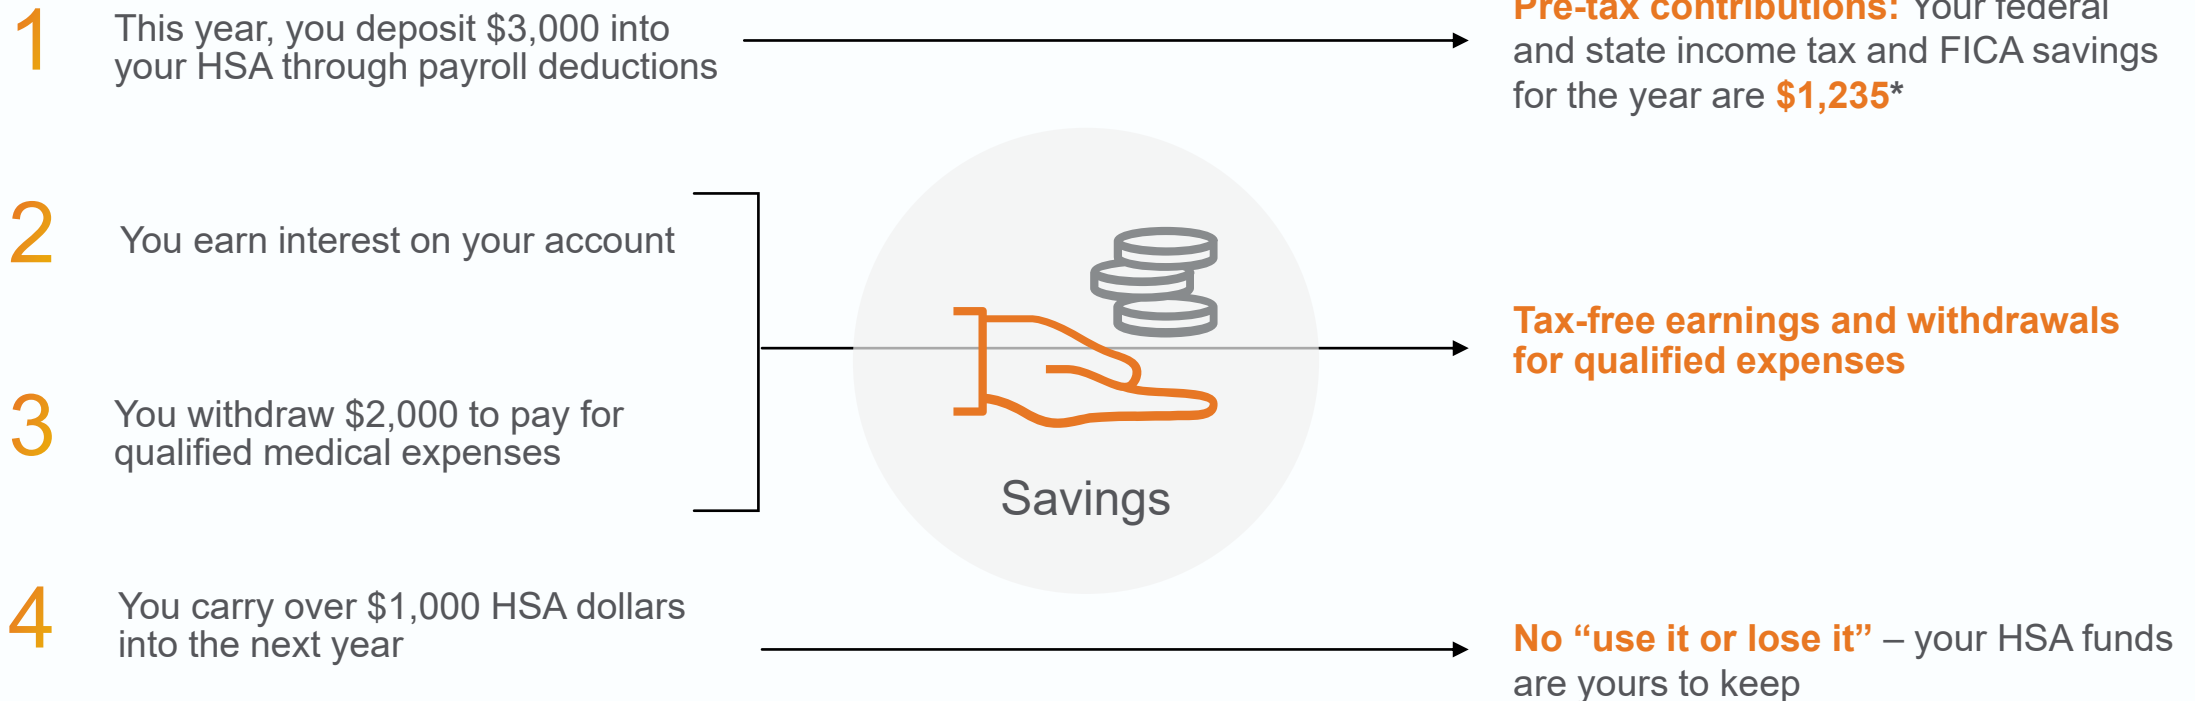 1
This year, you deposit $3,000 into
your HSA through payroll deductions
Pre-tax contributions: Your federal
and state income tax and FICA savings
for the year are $1,235*
2
You earn interest on your account
3
You withdraw $2,000 to pay for
qualified medical expenses
Savings
Tax-free earnings and withdrawals
for qualified expenses
4
You carry over $1,000 HSA dollars
into the next year
No “use it or lose it” – your HSA funds
are yours to keep